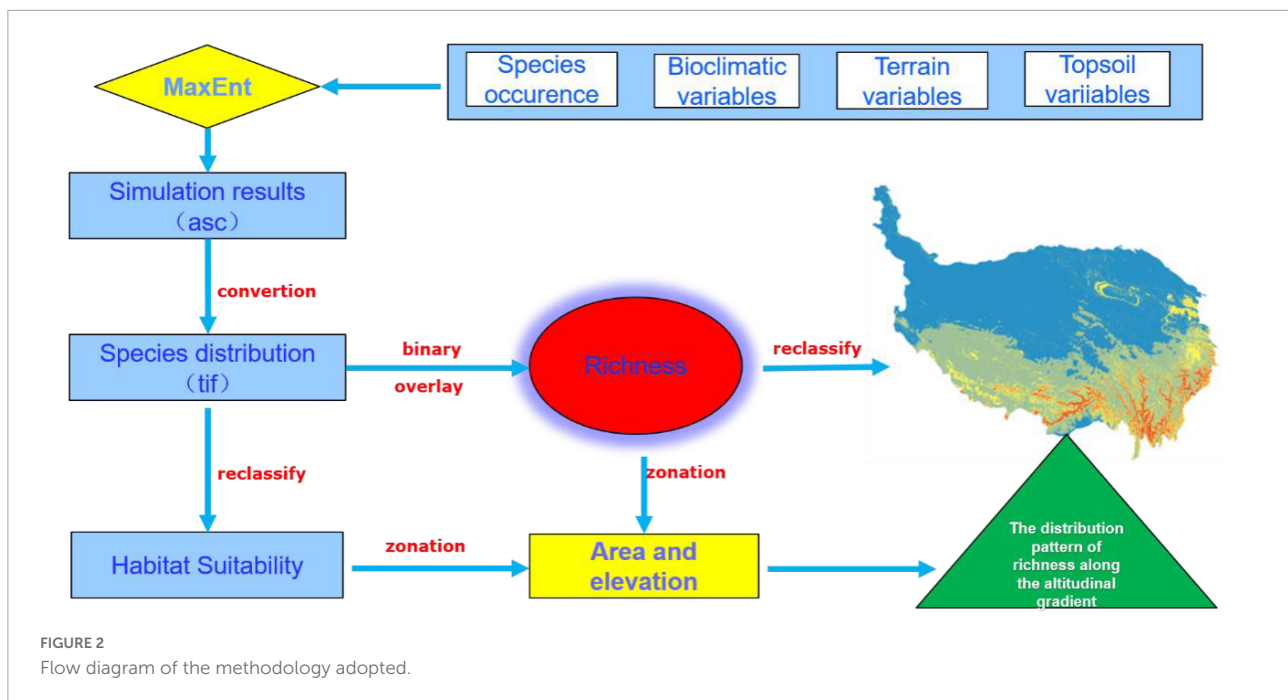 MaxEnt
Species
occurence
Bioclimatic
variables
Terrain
variables
Topsoil
variiables
Simulation results
（asc）
convertion
Species distribution
（tif）
binary
overlay
Richness
reclassify
reclassify
zonation
Habitat Suitability
zonation
Area and
elevation
The distribution
pattern of
richness along
the altitudinal
gradient
FIGURE 2
Flow diagram of the methodology adopted.